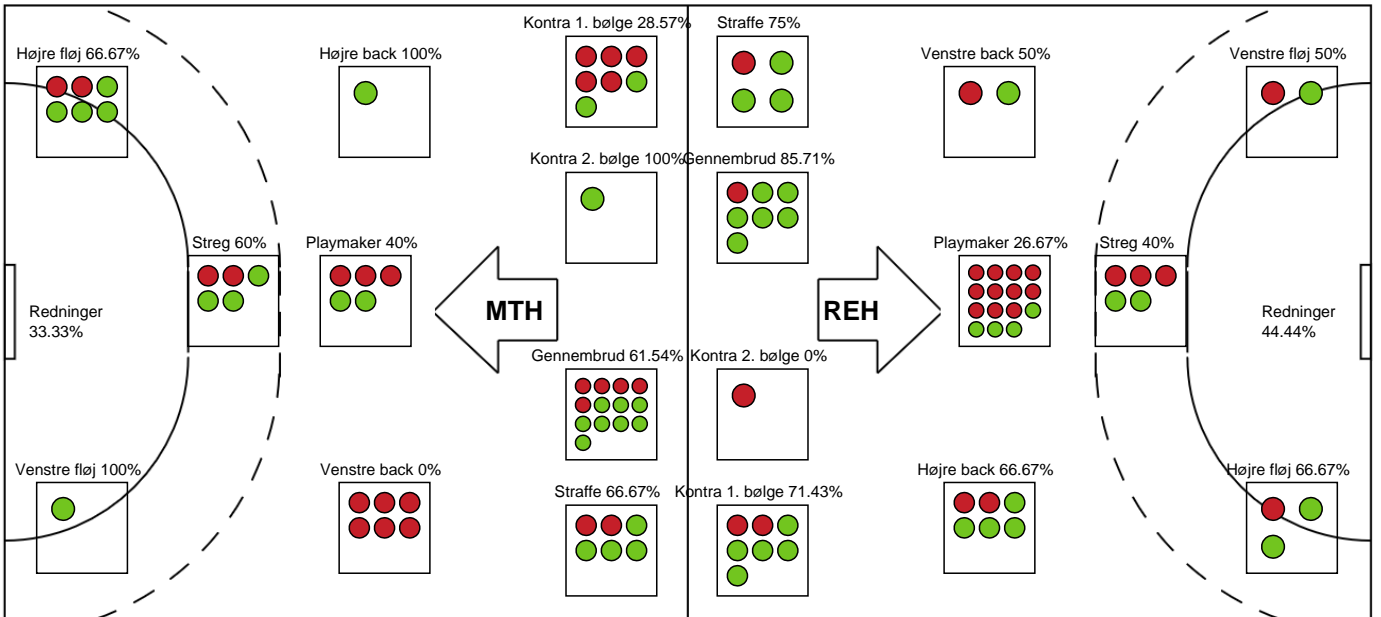 Kontra 1. bølge 28.57%
Straffe 75%
Højre fløj 66.67%
Højre back 100%
Venstre back 50%
Venstre fløj 50%
Kontra 2. bølge 100%
Gennembrud 85.71%
Streg 60%
Playmaker 40%
Playmaker 26.67%
Streg 40%
MTH
REH
Redninger
33.33%
Redninger
44.44%
Gennembrud 61.54%
Kontra 2. bølge 0%
Venstre fløj 100%
Venstre back 0%
Højre back 66.67%
Højre fløj 66.67%
Straffe 66.67%
Kontra 1. bølge 71.43%